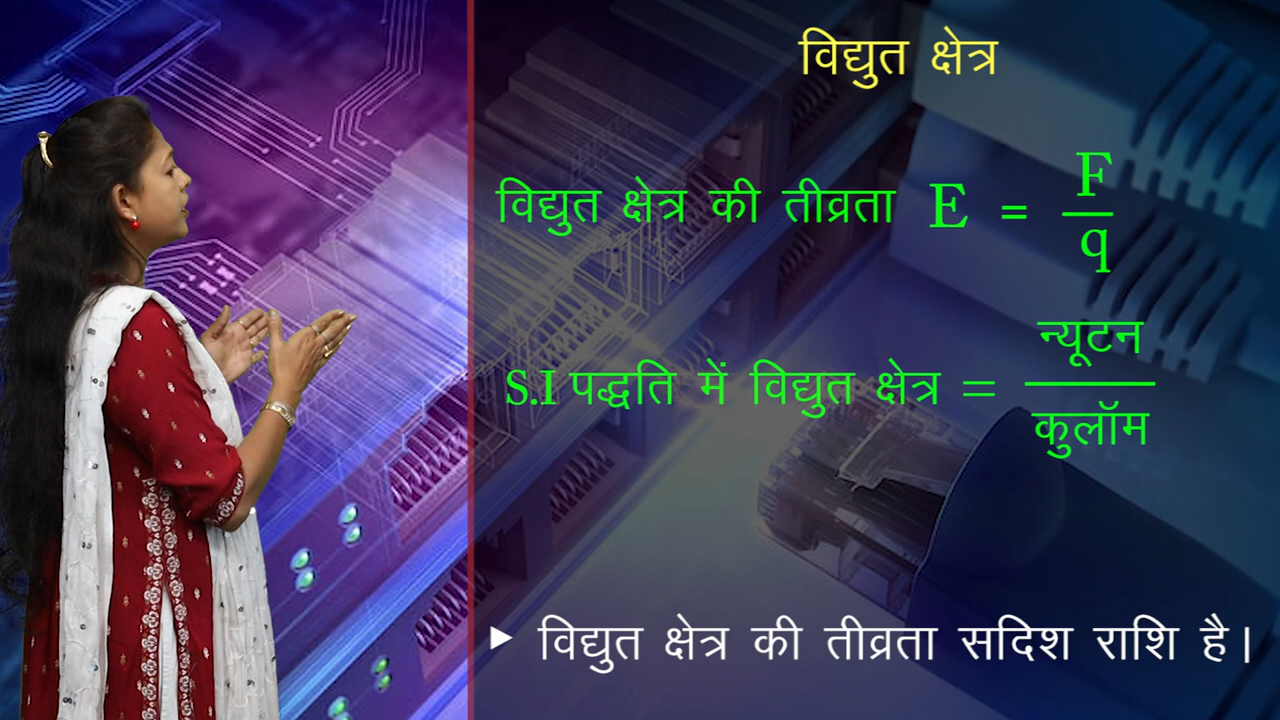 विद्युत क्षेत्र
विद्युत क्षेत्र की तीव्रता E = F/q
S.I पद्धति में विद्युत क्षेत्र = न्यूटन/कुलॉम
▶ विद्युत क्षेत्र की तीव्रता सदिश राशि है।